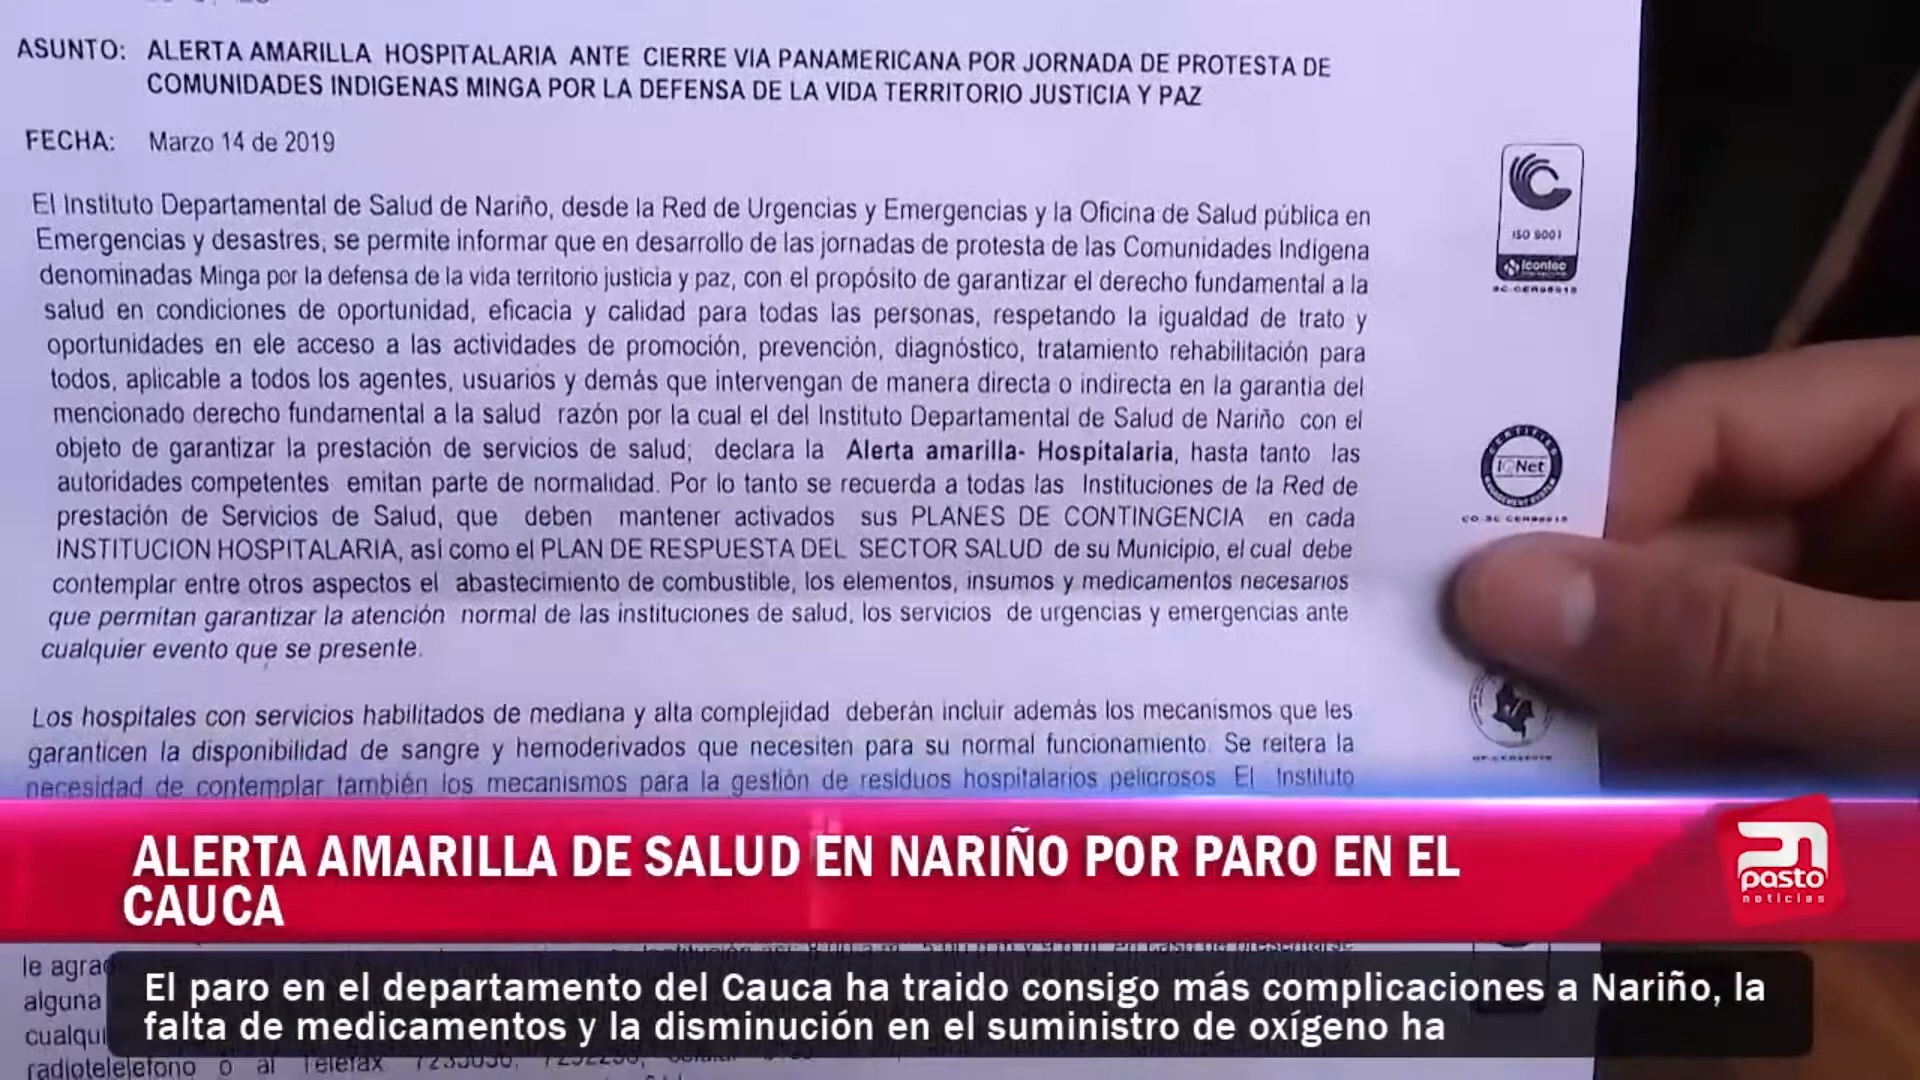 ASUNTO: ALERTA AMARILLA HOSPITALARIA ANTE CIERRE VIA PANAMERICANA POR JORNADA DE PROTESTA DE
COMUNIDADES INDIGENAS MINGA POR LA DEFENSA DE LA VIDA TERRITORIO JUSTICIA Y PAZ
FECHA: Marzo 14 de 2019
El Instituto Departamental de Salud de Nariño, desde la Red de Urgencias y Emergencias y la Oficina de Salud pública en
Emergencias y desastres, se permite informar que en desarrollo de las jornadas de protesta de las Comunidades Indígena
denominadas Minga por la defensa de la vida territorio justicia y paz, con el propósito de garantizar el derecho fundamental a la
salud en condiciones de oportunidad, eficacia y calidad para todas las personas, respetando la igualdad de trato y
oportunidades en ele acceso a las actividades de promoción, prevención, diagnóstico, tratamiento rehabilitación para
todos, aplicable a todos los agentes, usuarios y demás que intervengan de manera directa o indirecta en la garantía del
mencionado derecho fundamental a la salud razón por la cual el del Instituto Departamental de Salud de Nariño con el
objeto de garantizar la prestación de servicios de salud; declara la Alerta amarilla- Hospitalaria, hasta tanto las
autoridades competentes emitan parte de normalidad. Por lo tanto se recuerda a todas las Instituciones de la Red de
prestación de Servicios de Salud, que deben mantener activados sus PLANES DE CONTINGENCIA en cada
INSTITUCION HOSPITALARIA, así como el PLAN DE RESPUESTA DEL SECTOR SALUD de su Municipio, el cual debe
contemplar entre otros aspectos el abastecimiento de combustible, los elementos, insumos y medicamentos necesarios
que permitan garantizar la atención normal de las instituciones de salud, los servicios de urgencias y emergencias ante
cualquier evento que se presente.
Los hospitales con servicios habilitados de mediana y alta complejidad deberán incluir además los mecanismos que les
garanticen la disponibilidad de sangre y hemoderivados que necesiten para su normal funcionamiento. Se reitera la
necesidad de contemplar también los mecanismos para la gestión de residuos hospitalarios peligrosos El Instituto
ISO 9001
icontec
IQNet
ALERTA AMARILLA DE SALUD EN NARIÑO POR PARO EN EL
CAUCA
pasto
noticias
le
alguna
radioteleléfono o al Telefax
El paro en el departamento del Cauca ha traido consigo más complicaciones a Nariño, la
falta de medicamentos y la disminución en el suministro de oxígeno ha